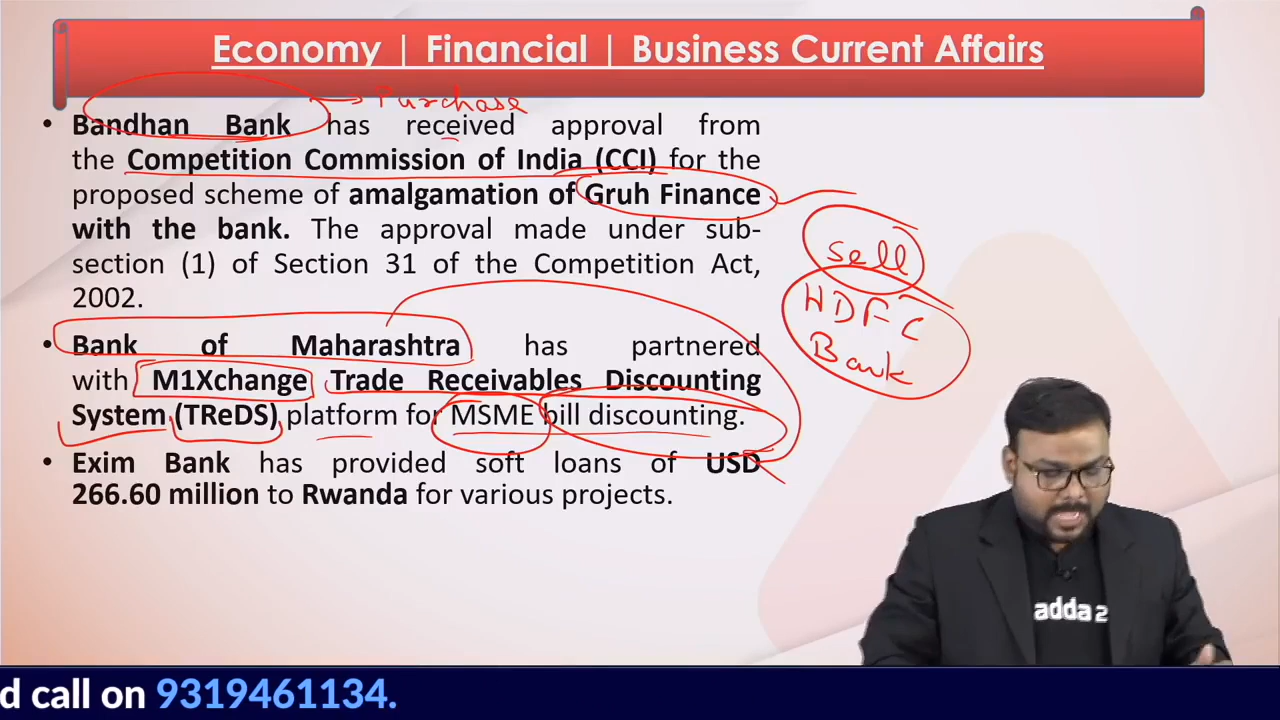 Economy | Financial | Business Current Affairs
Purchase
• Bandhan Bank has received approval from
the Competition Commission of India (CCI) for the
proposed scheme of amalgamation of Gruh Finance
with the bank. The approval made under sub-
section (1) of Section 31 of the Competition Act,
2002.
sell
HDFC
Bank
• Bank of Maharashtra has partnered
with M1Xchange Trade Receivables Discounting
System (TReDS) platform for MSME bill discounting.
• Exim Bank has provided soft loans of USD
266.60 million to Rwanda for various projects.
adda2
d call on 9319461134.